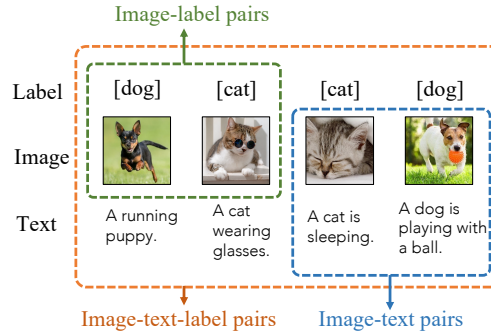 Image-label pairs
Label [dog] [cat] [cat] [dog]
Image
Text
A running
puppy.
A cat
wearing
glasses.
A cat is
sleeping.
A dog is
playing with
a ball.
Image-text-label pairs Image-text pairs